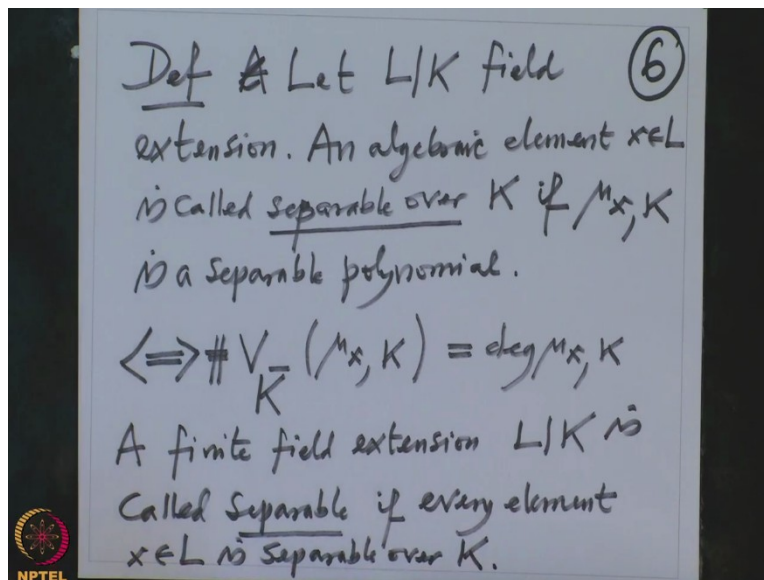 Def Let L/K field
⑥
extension. An algebraic element x∈L
is called separable over K if μx,K
is a separable polynomial.
<=> # V_K̄ (μx,K) = deg μx,K
A finite field extension L|K is
Called Separable if every element
x∈L is separable over K.
NPTEL